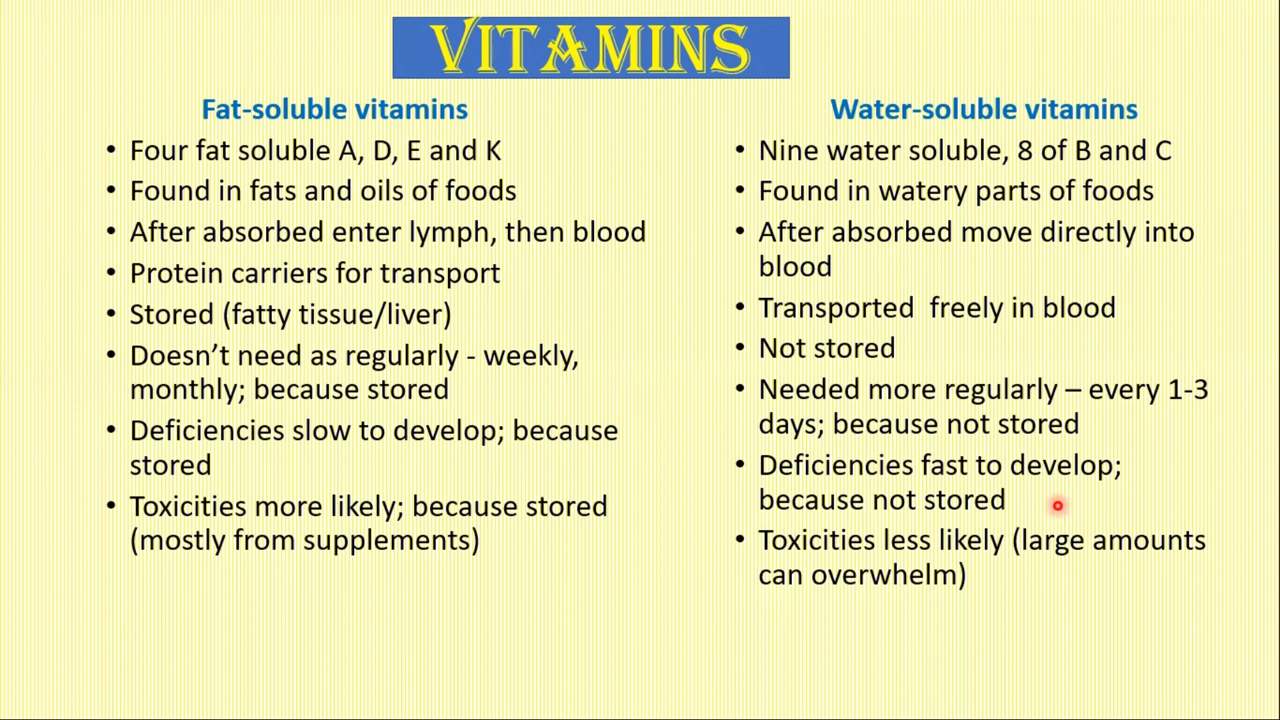 VITAMINS
Fat-soluble vitamins
• Four fat soluble A, D, E and K
• Found in fats and oils of foods
• After absorbed enter lymph, then blood
• Protein carriers for transport
• Stored (fatty tissue/liver)
• Doesn’t need as regularly - weekly,
monthly; because stored
• Deficiencies slow to develop; because
stored
• Toxicities more likely; because stored
(mostly from supplements)
Water-soluble vitamins
• Nine water soluble, 8 of B and C
• Found in watery parts of foods
• After absorbed move directly into
blood
• Transported  freely in blood
• Not stored
• Needed more regularly – every 1-3
days; because not stored
• Deficiencies fast to develop;
because not stored
• Toxicities less likely (large amounts
can overwhelm)